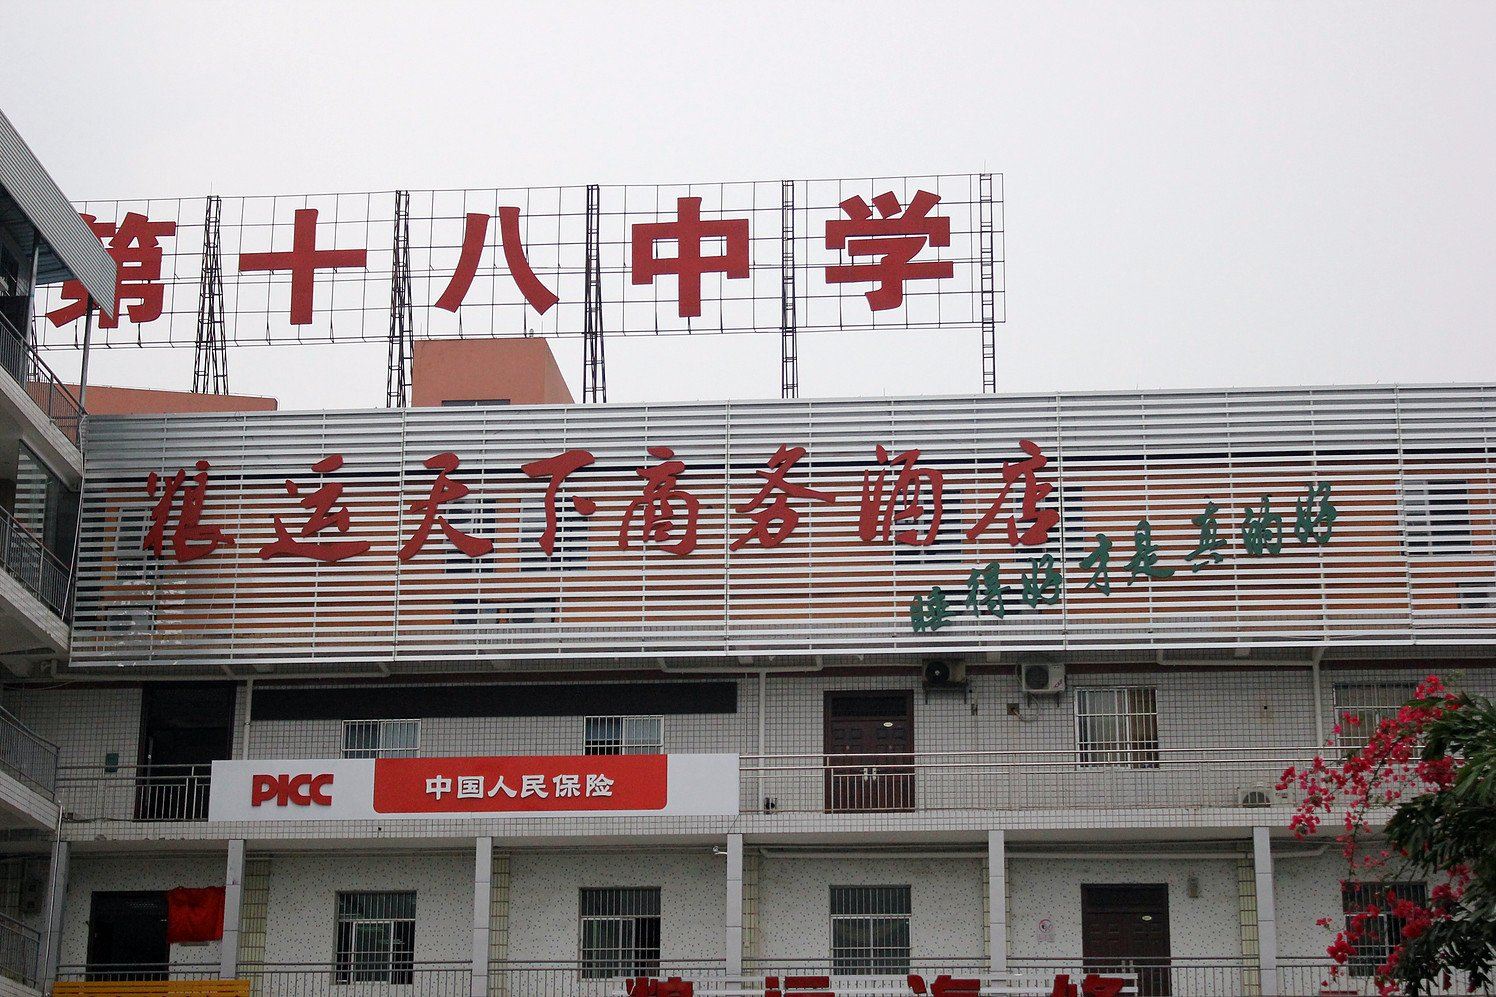 第十八中学
粮运天下商务酒店
睡得好才是真的好
PICC 中国人民保险